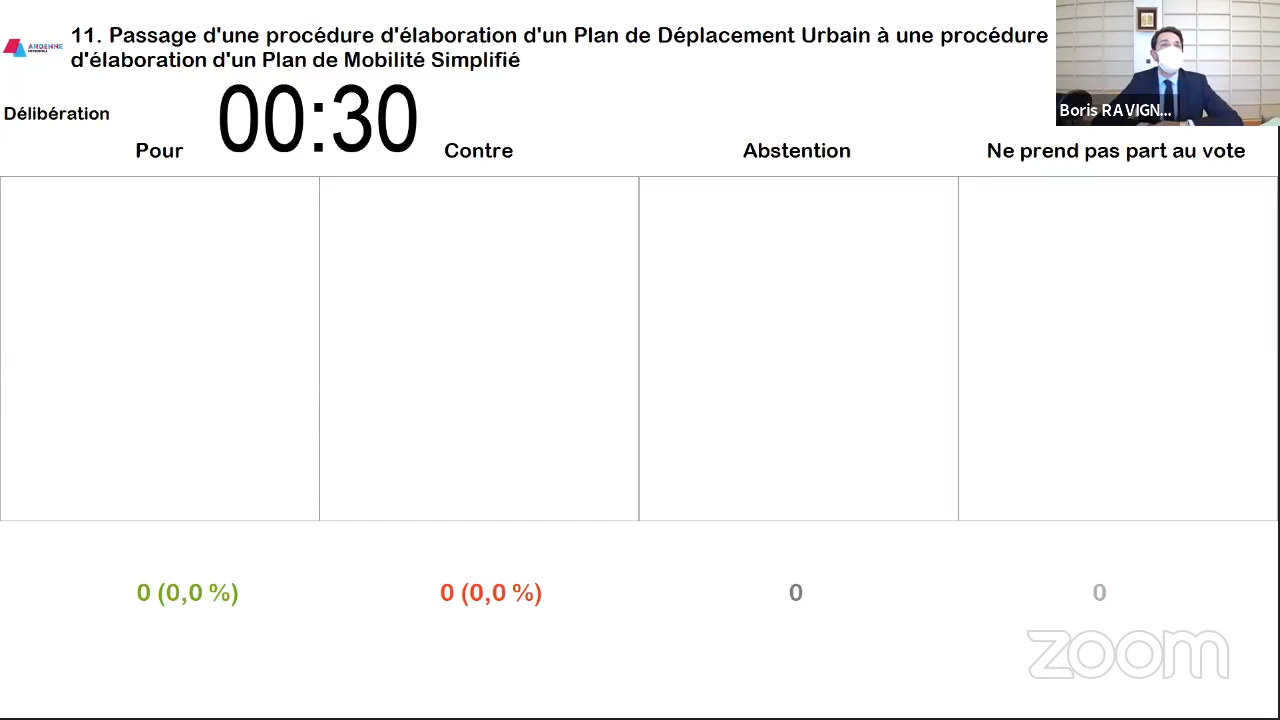 11. Passage d'une procédure d'élaboration d'un Plan de Déplacement Urbain à une procédure
d'élaboration d'un Plan de Mobilité Simplifié
ARDENNE
MÉTROPOLE
Boris RAVIGN...
Délibération
00:30
Pour
Contre
Abstention
Ne prend pas part au vote
0 (0,0 %)
0 (0,0 %)
0
0
zoom